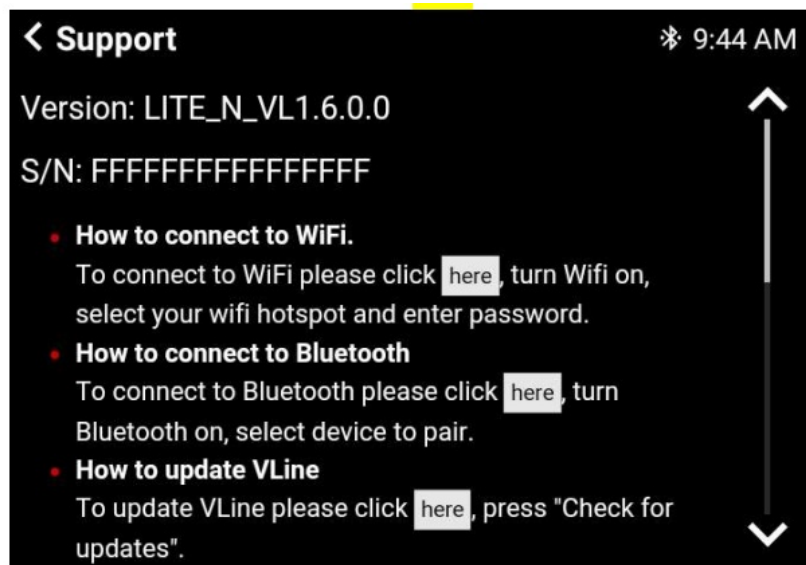 Support
9:44 AM
Version: LITE_N_VL1.6.0.0
S/N: FFFFFFFFFFFFFFFF
How to connect to WiFi.
To connect to WiFi please click here, turn Wifi on,
select your wifi hotspot and enter password.
How to connect to Bluetooth
To connect to Bluetooth please click here, turn
Bluetooth on, select device to pair.
How to update VLine
To update VLine please click here, press "Check for
updates".